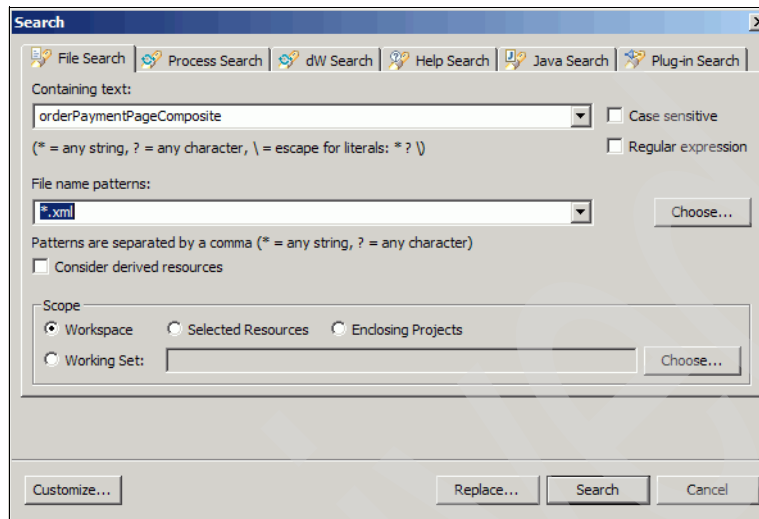 Search
File Search Process Search dW Search Help Search Java Search Plug-in Search
Containing text:
orderPaymentPageComposite
Case sensitive
(* = any string, ? = any character, \ = escape for literals: * ? \)
Regular expression
File name patterns:
*.xml
Choose...
Patterns are separated by a comma (* = any string, ? = any character)
Consider derived resources
Scope
Workspace Selected Resources Enclosing Projects
Working Set: Choose...
Customize... Replace... Search Cancel